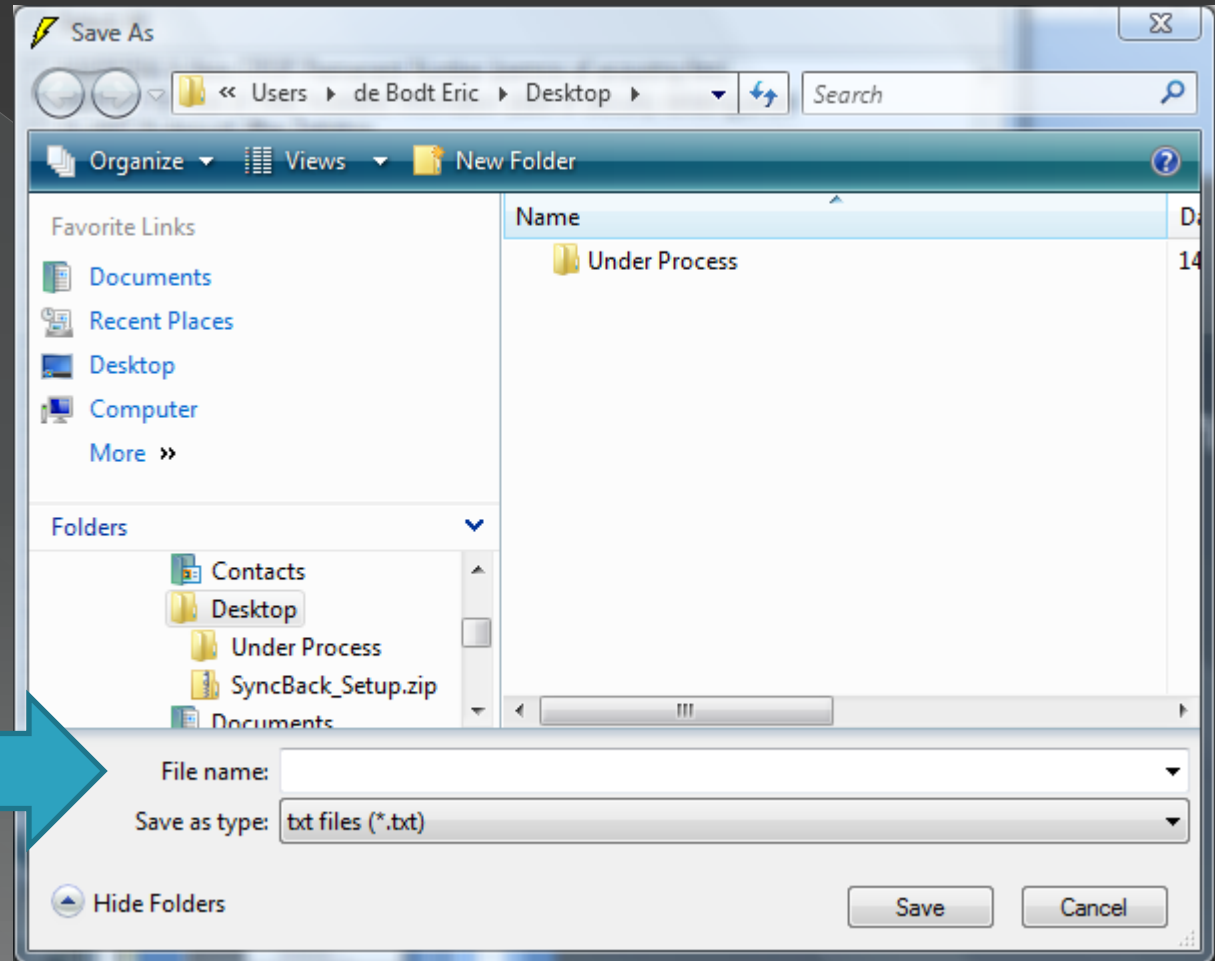 Save As
« Users ▸ de Bodt Eric ▸ Desktop ▸
Search
Organize Views New Folder
Favorite Links
Documents
Recent Places
Desktop
Computer
More »
Folders
Contacts
Desktop
Under Process
SyncBack_Setup.zip
Documents
Name
Under Process
14
File name:
Save as type: txt files (*.txt)
Hide Folders
Save Cancel